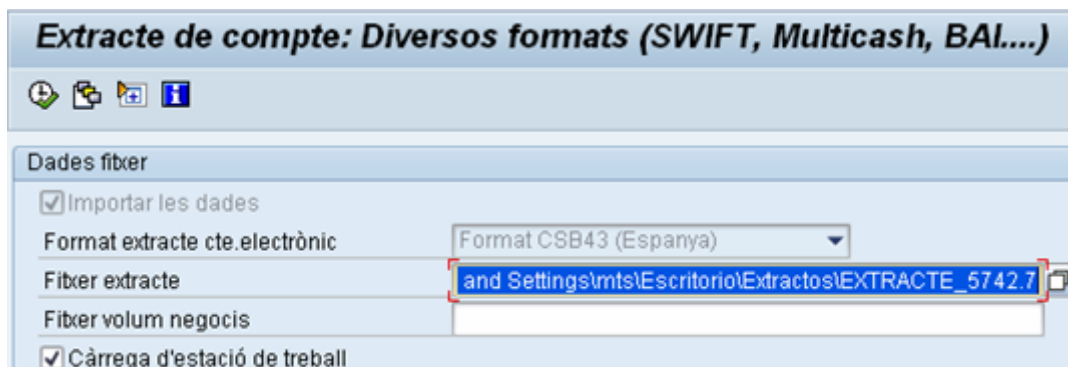 Extracte de compte: Diversos formats (SWIFT, Multicash, BAI....)
Dades fitxer
Importar les dades
Format extracte cte.electrònic Format CSB43 (Espanya)
Fitxer extracte and Settings\mts\Escritorio\Extractos\EXTRACTE_5742.7
Fitxer volum negocis
Càrrega d'estació de treball